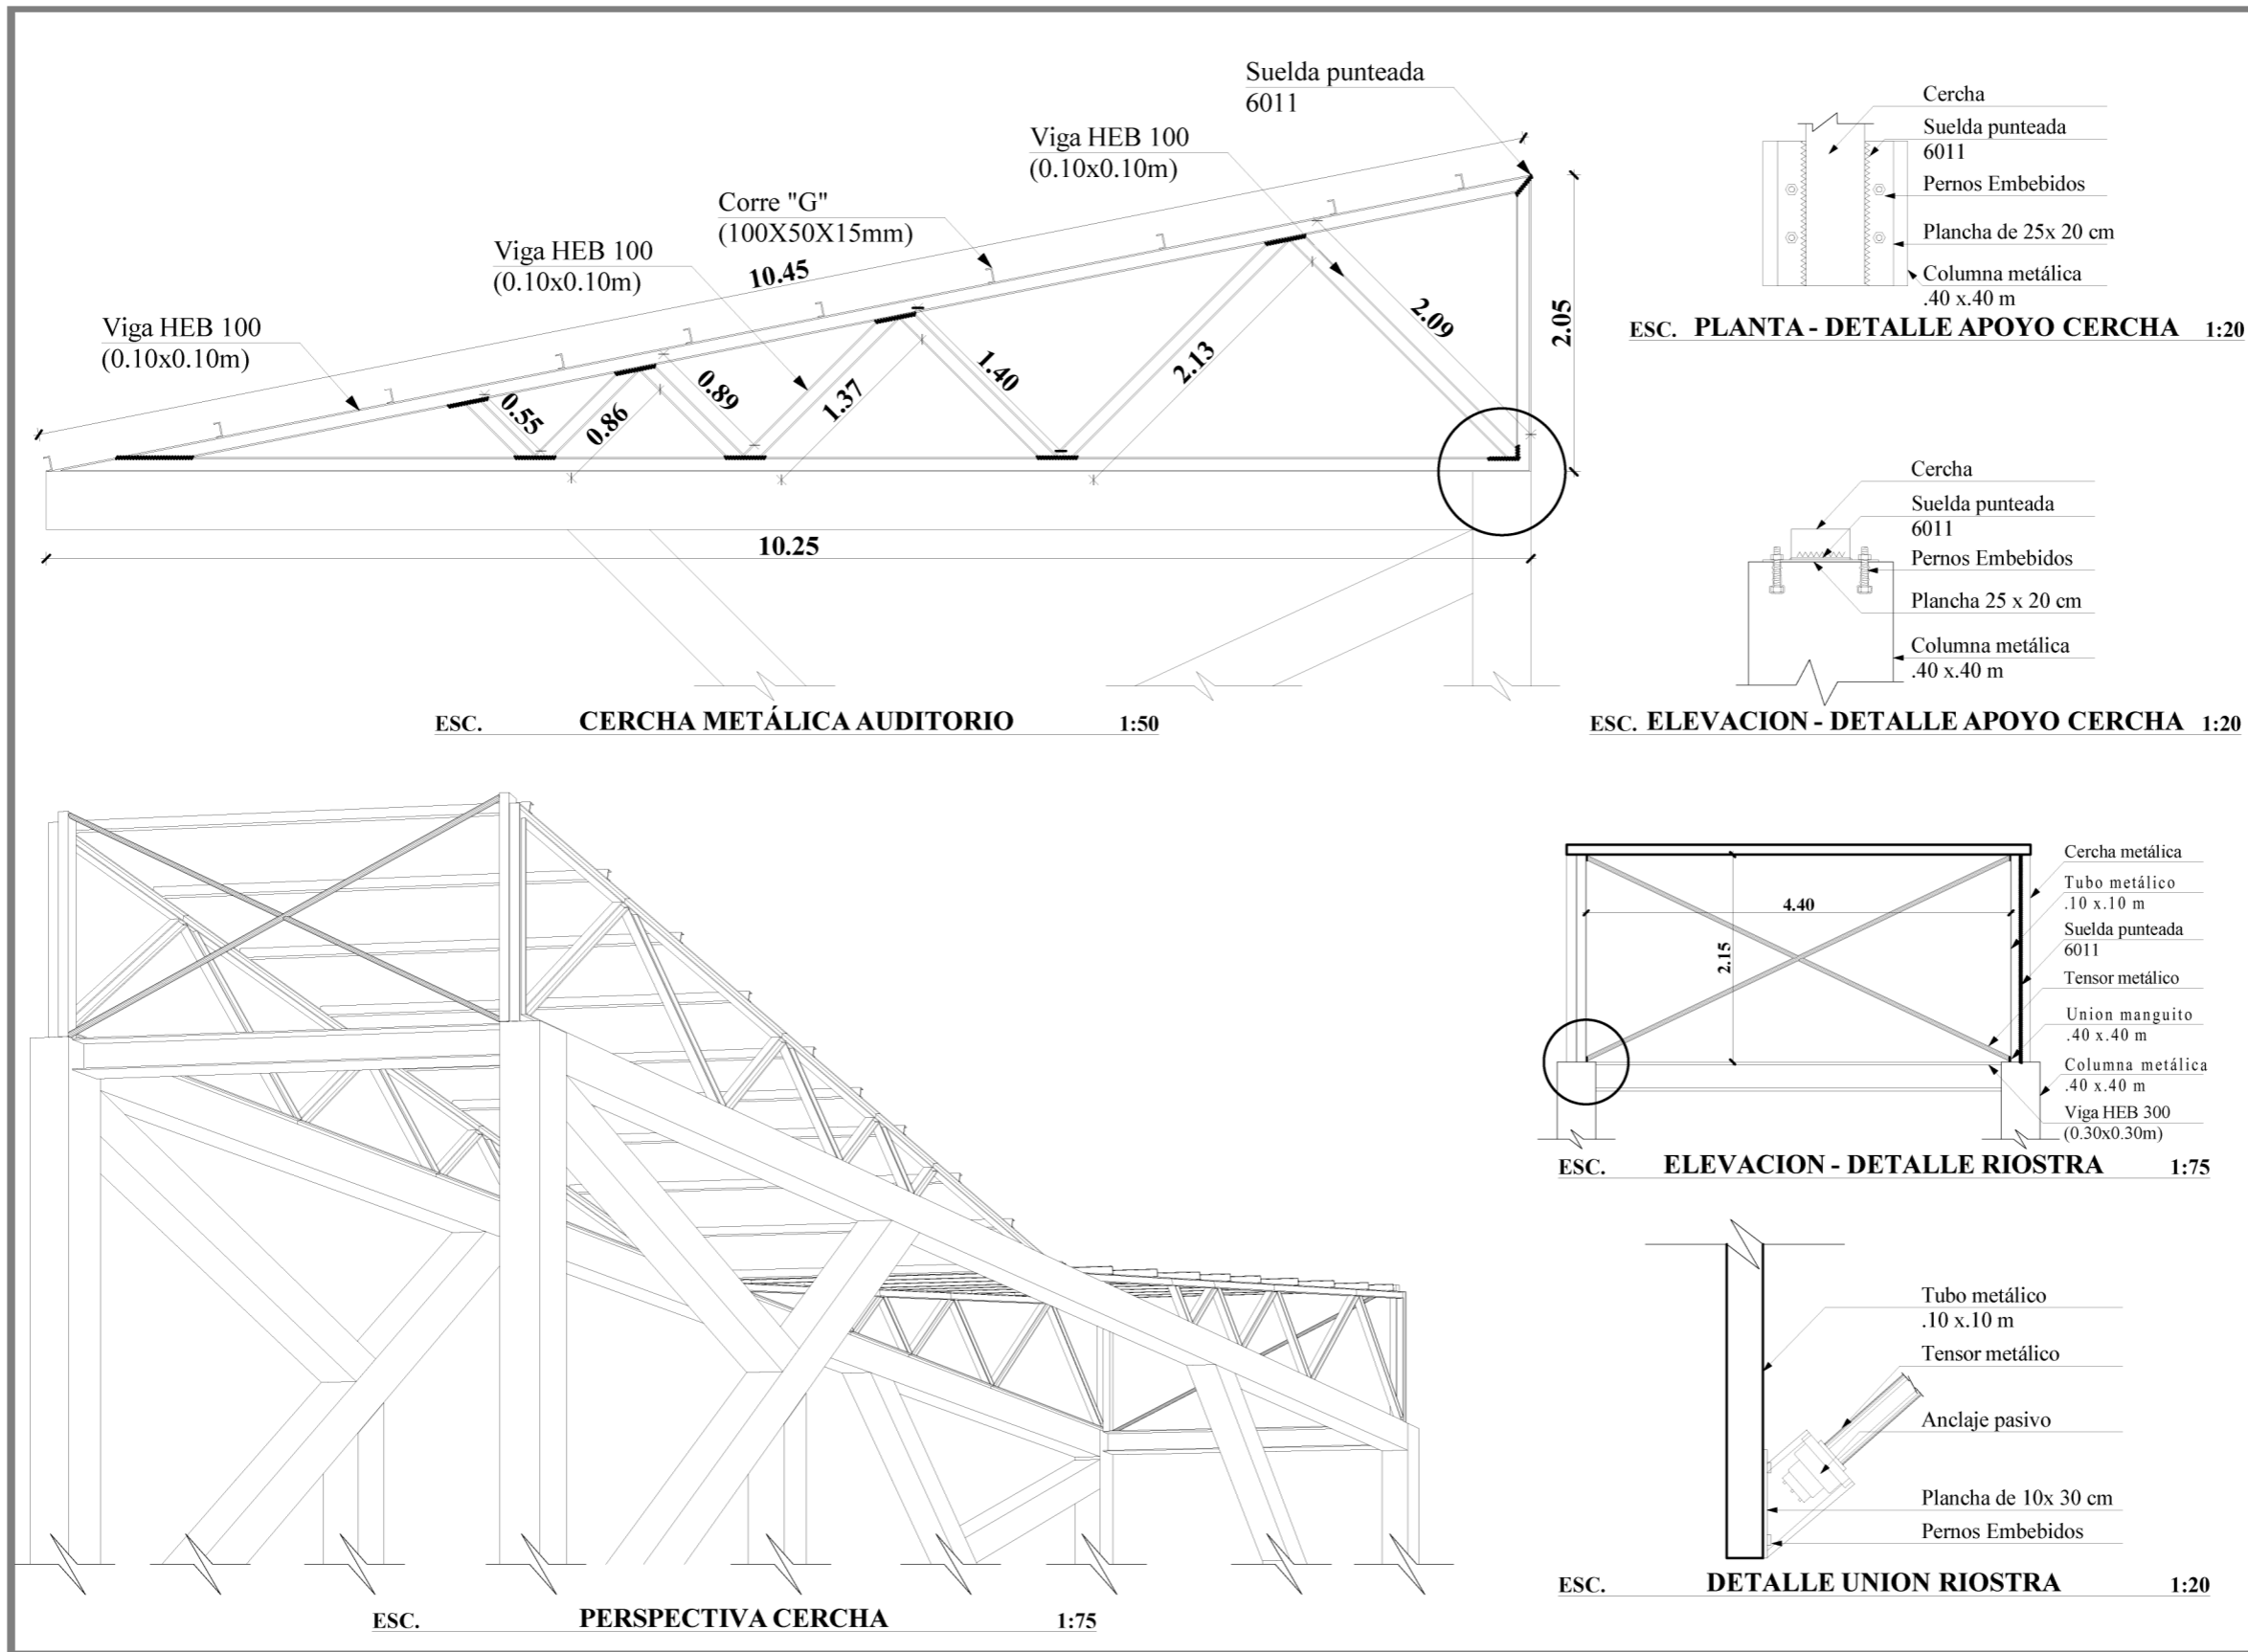 Suelda punteada
6011
Viga HEB 100
(0.10x0.10m)
Corre "G"
(100X50X15mm)
Viga HEB 100
(0.10x0.10m)
10.45
Viga HEB 100
(0.10x0.10m)
0.55
0.86
0.89
1.37
1.40
2.13
2.09
2.05
10.25
ESC. CERCHA METÁLICA AUDITORIO 1:50
Cercha
Suelda punteada
6011
Pernos Embebidos
Plancha de 25x 20 cm
Columna metálica
.40 x.40 m
ESC. PLANTA - DETALLE APOYO CERCHA 1:20
Cercha
Suelda punteada
6011
Pernos Embebidos
Plancha 25 x 20 cm
Columna metálica
.40 x.40 m
ESC. ELEVACION - DETALLE APOYO CERCHA 1:20
ESC. PERSPECTIVA CERCHA 1:75
4.40
2.15
Cercha metálica
Tubo metálico
.10 x.10 m
Suelda punteada
6011
Tensor metálico
Union manguito
.40 x.40 m
Columna metálica
.40 x.40 m
Viga HEB 300
(0.30x0.30m)
ESC. ELEVACION - DETALLE RIOSTRA 1:75
Tubo metálico
.10 x.10 m
Tensor metálico
Anclaje pasivo
Plancha de 10x 30 cm
Pernos Embebidos
ESC. DETALLE UNION RIOSTRA 1:20